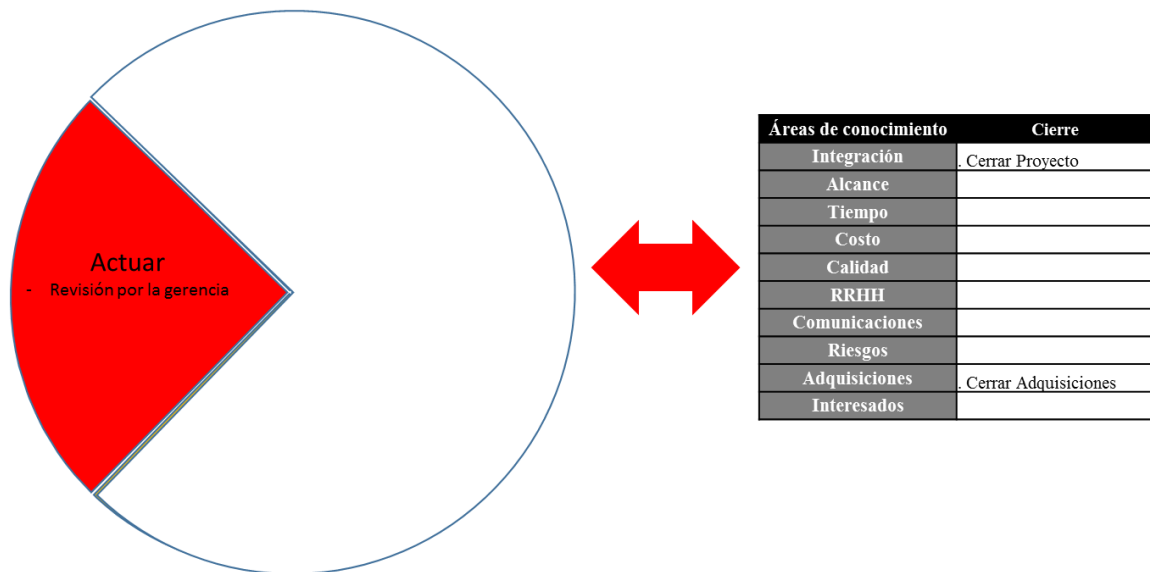 Actuar
- Revisión por la gerencia
Áreas de conocimiento Cierre
Integración . Cerrar Proyecto
Alcance
Tiempo
Costo
Calidad
RRHH
Comunicaciones
Riesgos
Adquisiciones . Cerrar Adquisiciones
Interesados